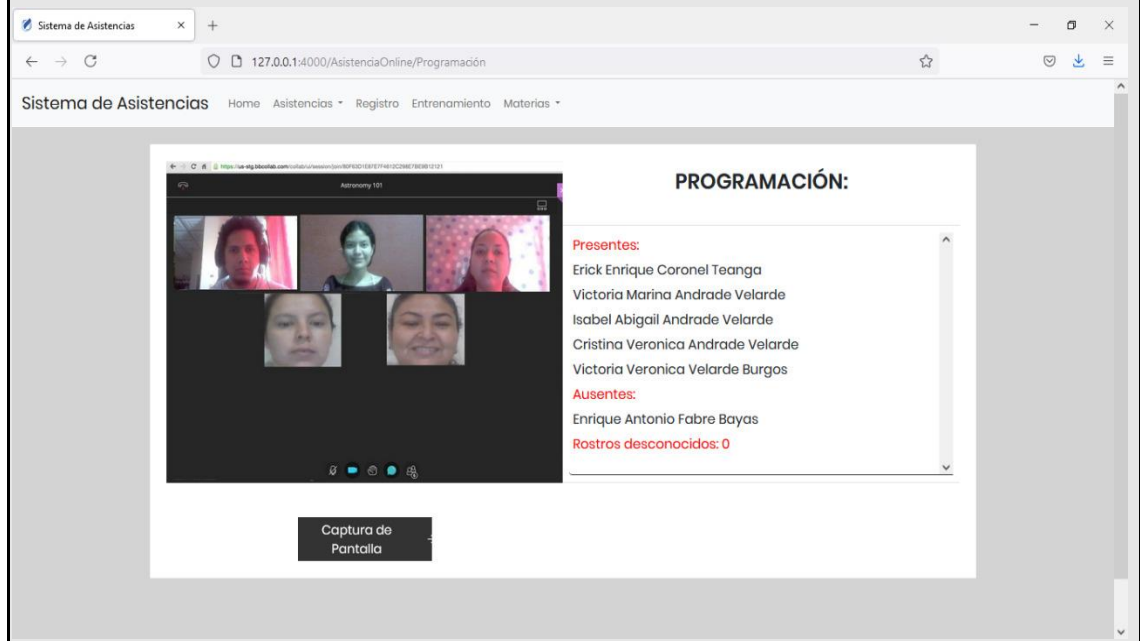 Sistema de Asistencias
127.0.0.1:4000/AsistenciaOnline/Programación
Sistema de Asistencias Home Asistencias Registro Entrenamiento Materias
Astronomy 101
PROGRAMACIÓN:
Presentes:
Erick Enrique Coronel Teanga
Victoria Marina Andrade Velarde
Isabel Abigail Andrade Velarde
Cristina Veronica Andrade Velarde
Victoria Veronica Velarde Burgos
Ausentes:
Enrique Antonio Fabre Bayas
Rostros desconocidos: 0
Captura de
Pantalla